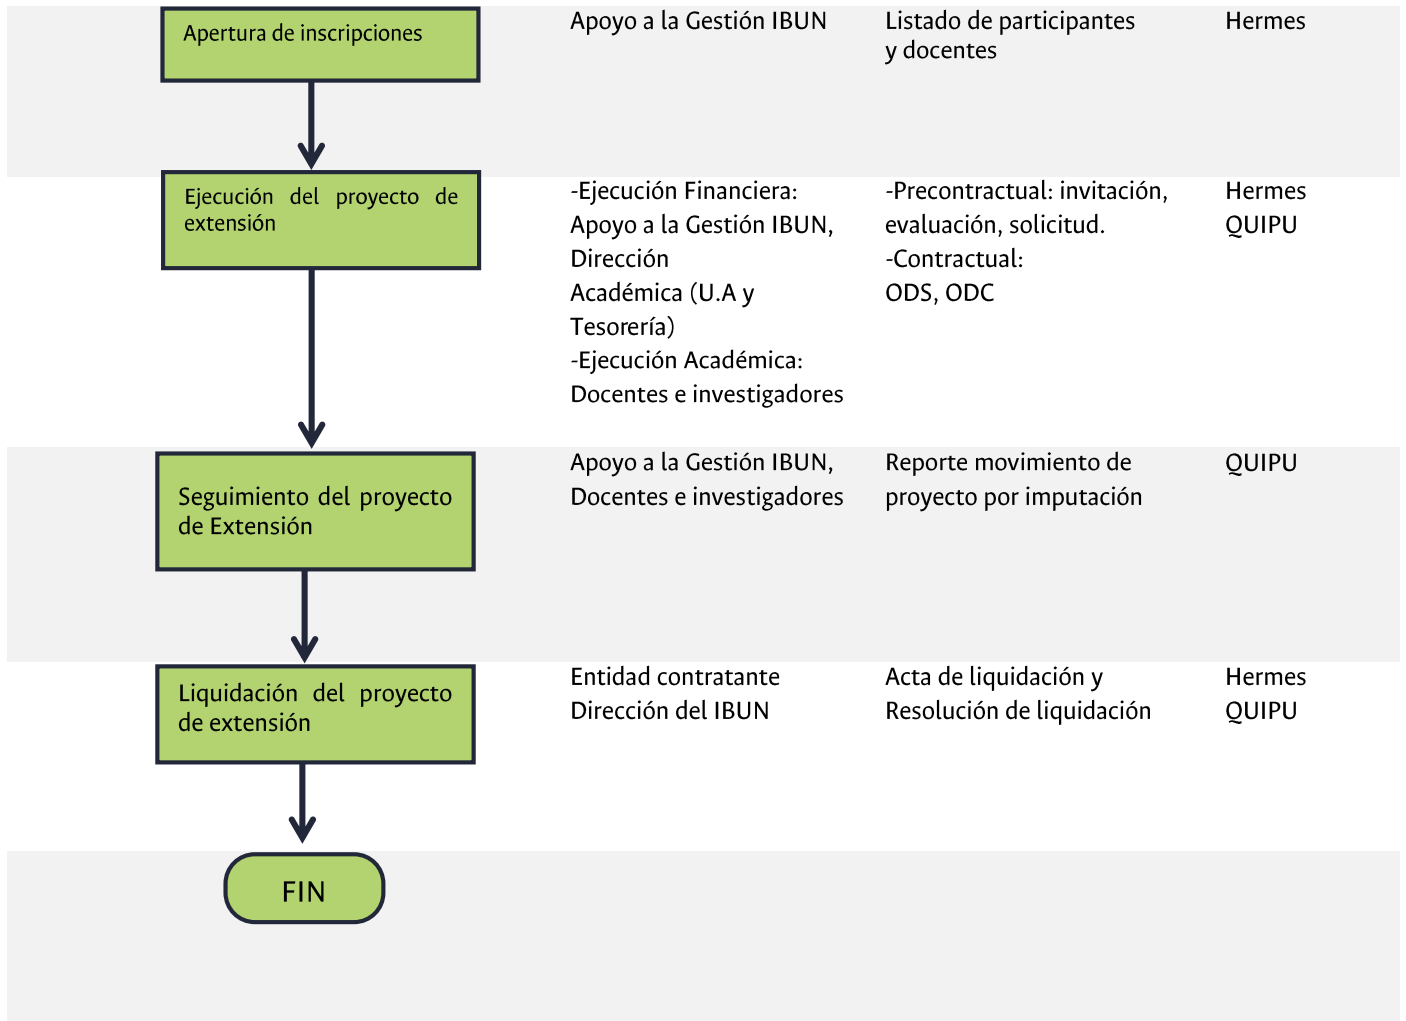 Apertura de inscripciones
Apoyo a la Gestión IBUN
Listado de participantes
y docentes
Hermes
Ejecución del proyecto de
extensión
-Ejecución Financiera:
Apoyo a la Gestión IBUN,
Dirección
Académica (U.A y
Tesorería)
-Ejecución Académica:
Docentes e investigadores
-Precontractual: invitación,
evaluación, solicitud.
-Contractual:
ODS, ODC
Hermes
QUIPU
Seguimiento del proyecto
de Extensión
Apoyo a la Gestión IBUN,
Docentes e investigadores
Reporte movimiento de
proyecto por imputación
QUIPU
Liquidación del proyecto
de extensión
Entidad contratante
Dirección del IBUN
Acta de liquidación y
Resolución de liquidación
Hermes
QUIPU
FIN